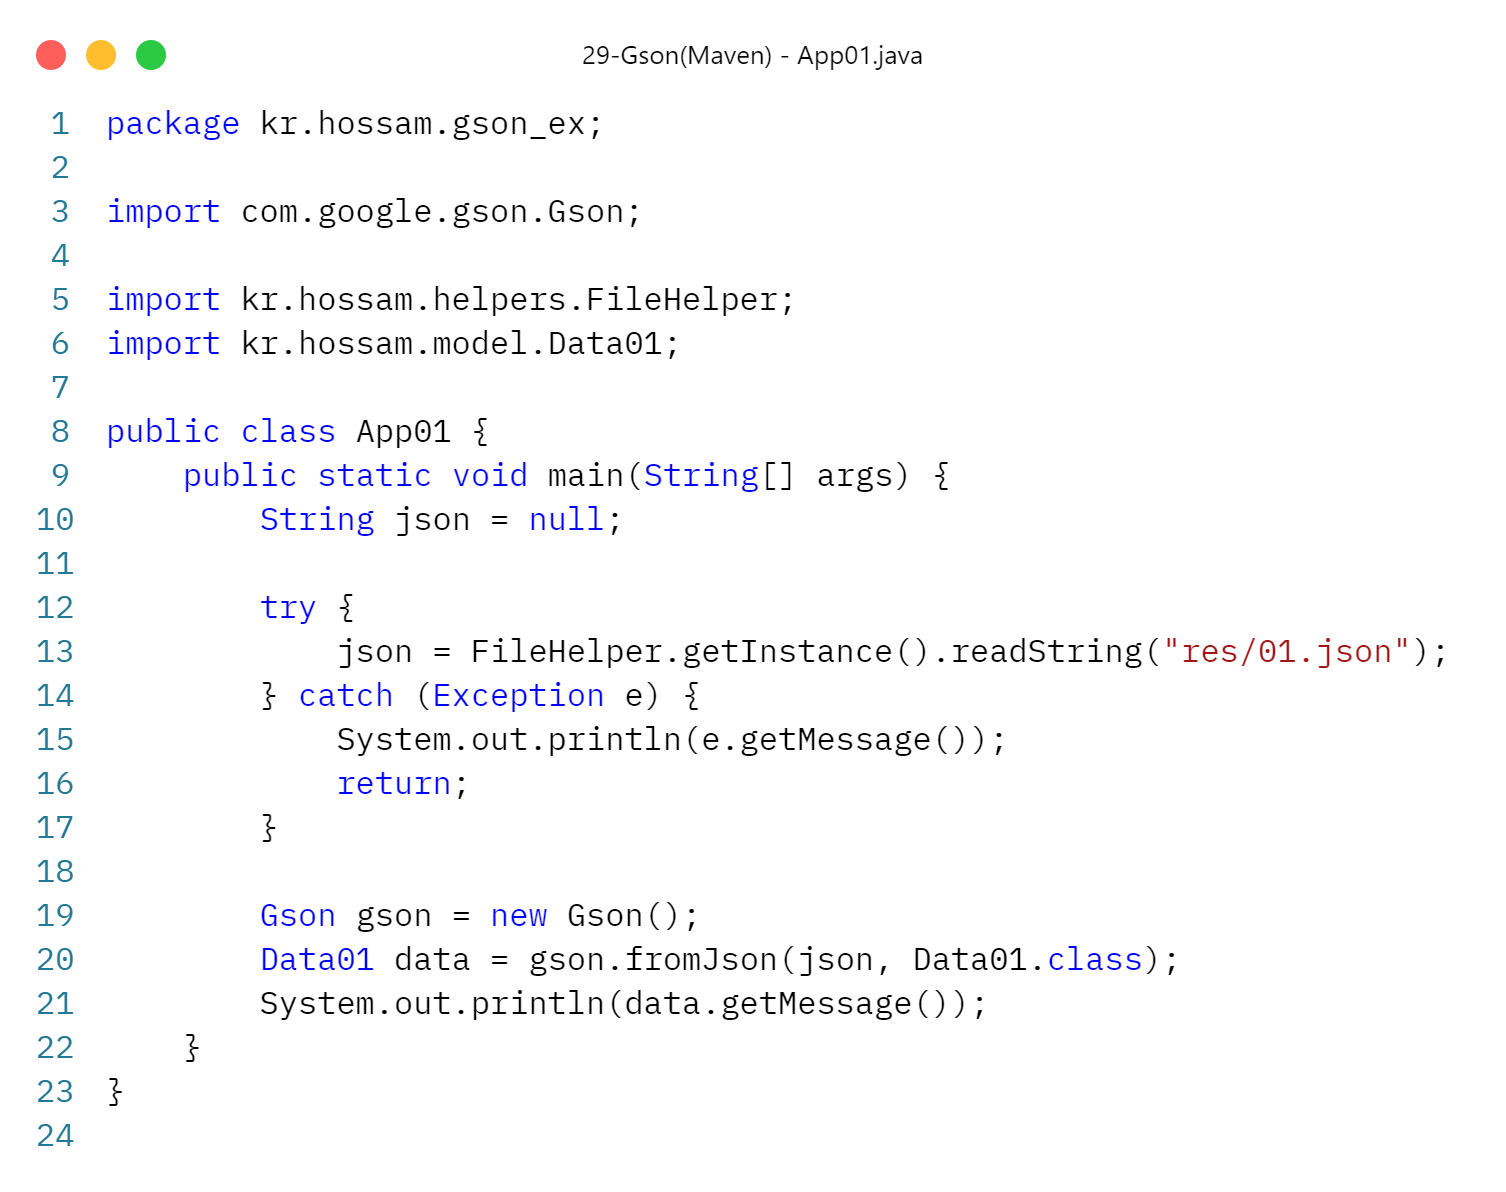 29-Gson(Maven) - App01.java
1 package kr.hossam.gson_ex;
2
3 import com.google.gson.Gson;
4
5 import kr.hossam.helpers.FileHelper;
6 import kr.hossam.model.Data01;
7
8 public class App01 {
9     public static void main(String[] args) {
10         String json = null;
11
12         try {
13             json = FileHelper.getInstance().readString("res/01.json");
14         } catch (Exception e) {
15             System.out.println(e.getMessage());
16             return;
17         }
18
19         Gson gson = new Gson();
20         Data01 data = gson.fromJson(json, Data01.class);
21         System.out.println(data.getMessage());
22     }
23 }
24